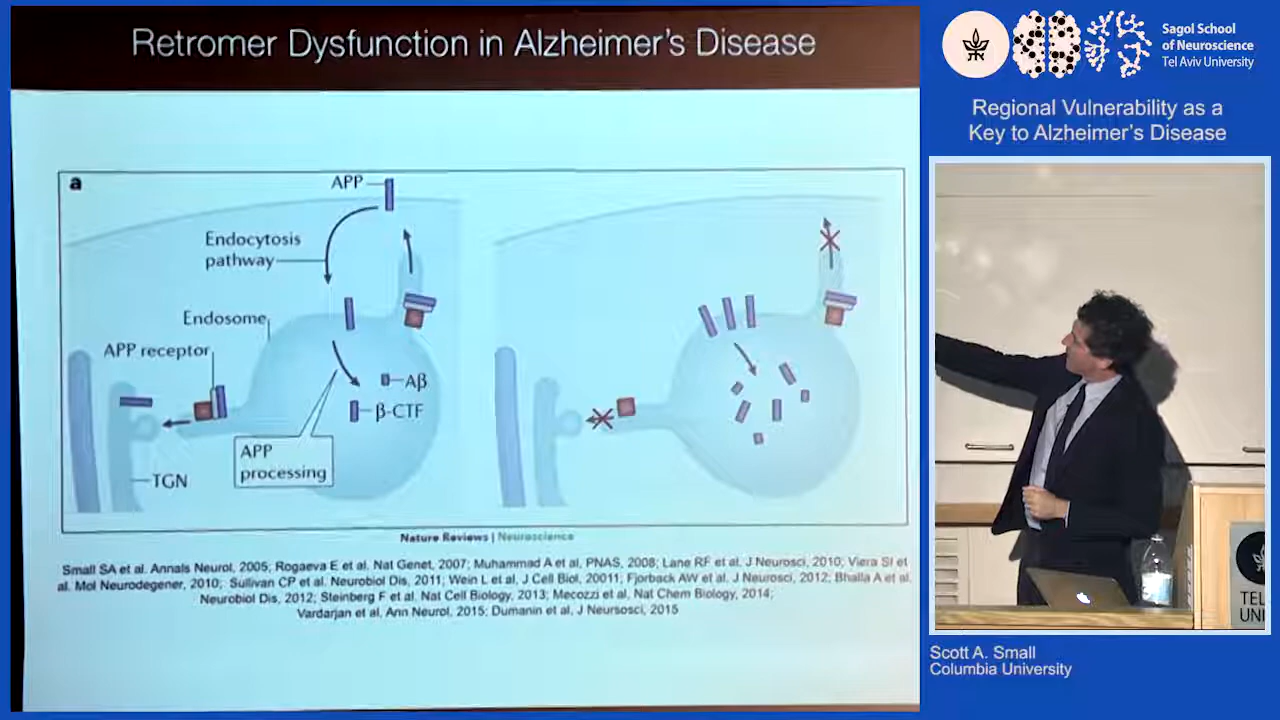 Retromer Dysfunction in Alzheimer's Disease
a
APP
Endocytosis
pathway
Endosome
APP receptor
Aβ
β-CTF
APP
processing
TGN
Nature Reviews | Neuroscience
Small SA et al. Annals Neurol, 2005; Rogaeva E et al. Nat Genet, 2007; Muhammad A et al, PNAS, 2008; Lane RF et al. J Neurosci, 2010; Viera SI et
al. Mol Neurodegener, 2010; Sullivan CP et al. Neurobiol Dis, 2011; Wein L et al, J Cell Biol, 20011; Fjorback AW et al. J Neurosci, 2012; Bhalla A et al,
Neurobiol Dis, 2012; Steinberg F et al. Nat Cell Biology, 2013; Mecozzi et al, Nat Chem Biology, 2014;
Vardarjan et al, Ann Neurol, 2015; Dumanin et al, J Neursosci, 2015
Sagol School
of Neuroscience
Tel Aviv University
Regional Vulnerability as a
Key to Alzheimer's Disease
TEL
UNI
Scott A. Small
Columbia University